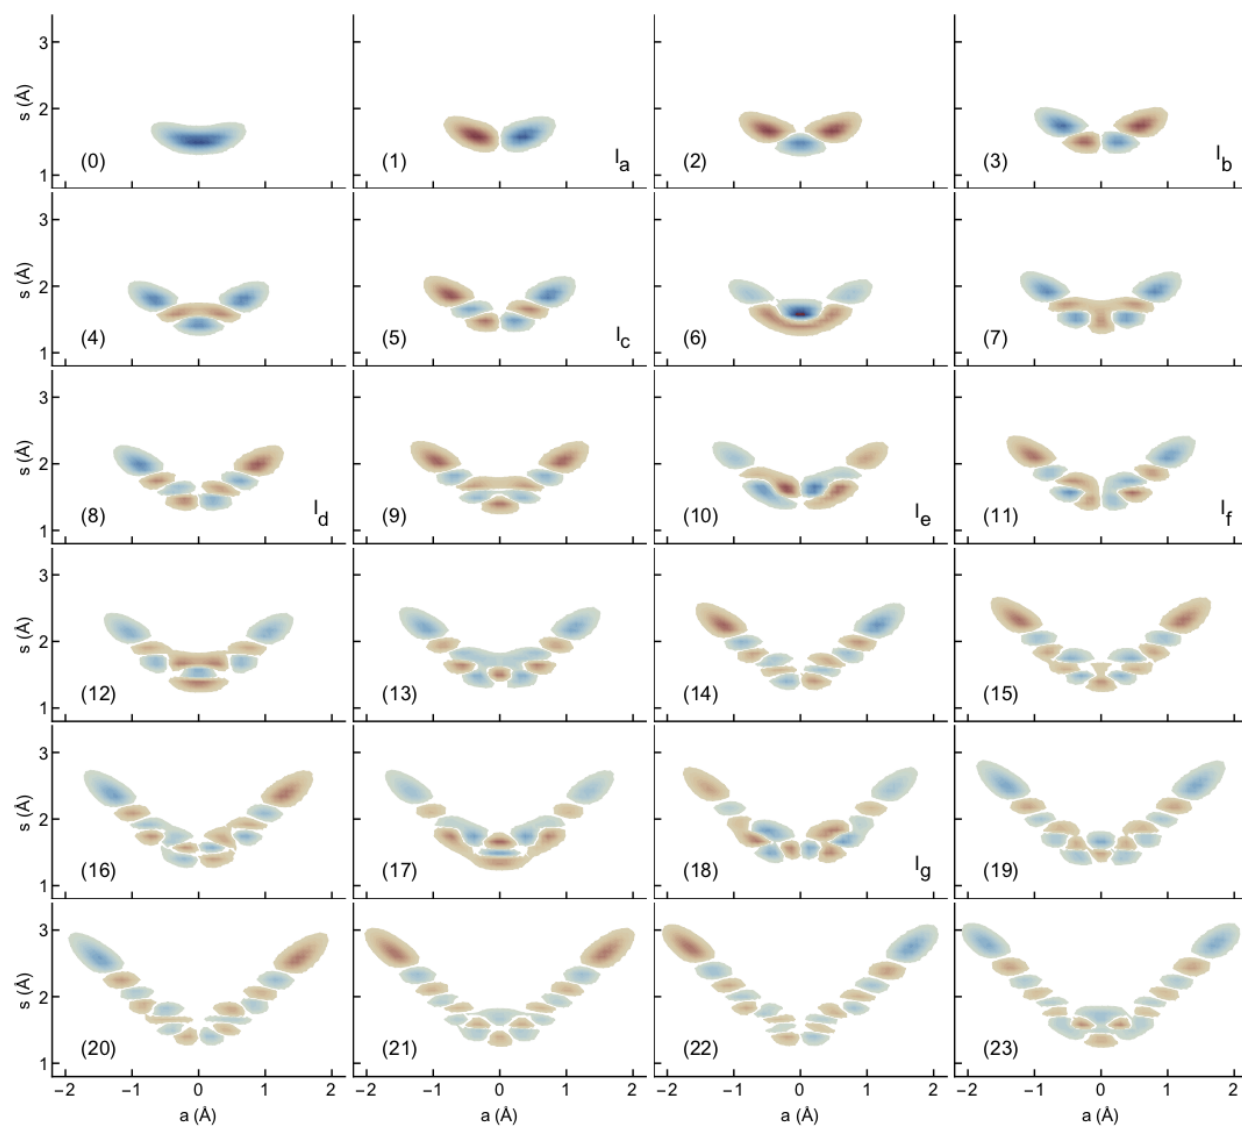 3
s (Å)
2
1
(0)
(1)
I_a
(2)
(3)
I_b
3
s (Å)
2
1
(4)
(5)
I_c
(6)
(7)
3
s (Å)
2
1
(8)
I_d
(9)
(10)
I_e
(11)
I_f
3
s (Å)
2
1
(12)
(13)
(14)
(15)
3
s (Å)
2
1
(16)
(17)
(18)
I_g
(19)
3
s (Å)
2
1
(20)
(21)
(22)
(23)
−2 −1 0 1 2 −2 −1 0 1 2 −2 −1 0 1 2 −2 −1 0 1 2
a (Å) a (Å) a (Å) a (Å)